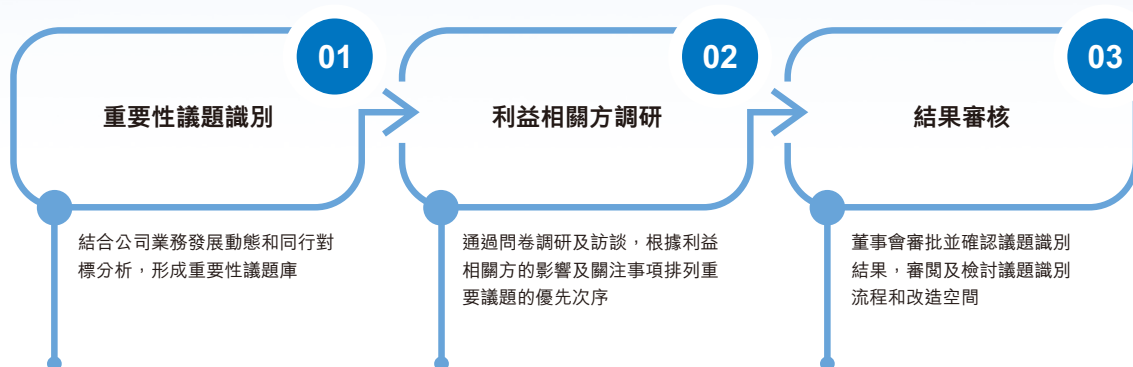 01
重要性議題識別
結合公司業務發展動態和同行對
標分析，形成重要性議題庫
02
利益相關方調研
通過問卷調研及訪談，根據利益
相關方的影響及關注事項排列重
要議題的優先次序
03
結果審核
董事會審批並確認議題識別
結果，審閱及檢討議題識別
流程和改造空間